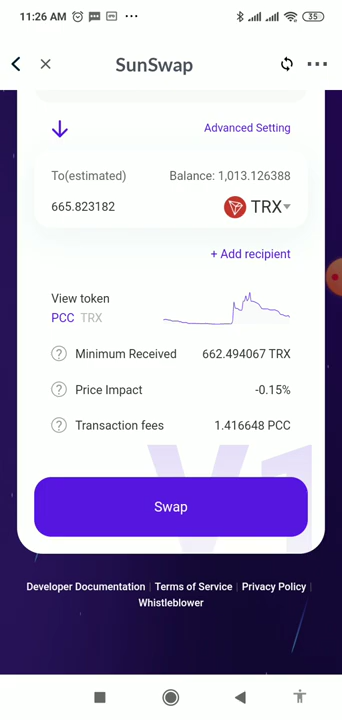 11:26 AM
35
SunSwap
Advanced Setting
To(estimated) Balance: 1,013.126388
665.823182 TRX
+ Add recipient
View token
PCC TRX
Minimum Received 662.494067 TRX
Price Impact -0.15%
Transaction fees 1.416648 PCC
V1
Swap
Developer Documentation | Terms of Service | Privacy Policy |
Whistleblower